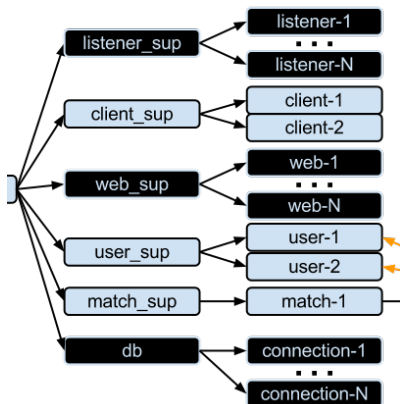 listener_sup
listener-1
...
listener-N
client_sup
client-1
client-2
web_sup
web-1
...
web-N
user_sup
user-1
user-2
match_sup
match-1
db
connection-1
...
connection-N